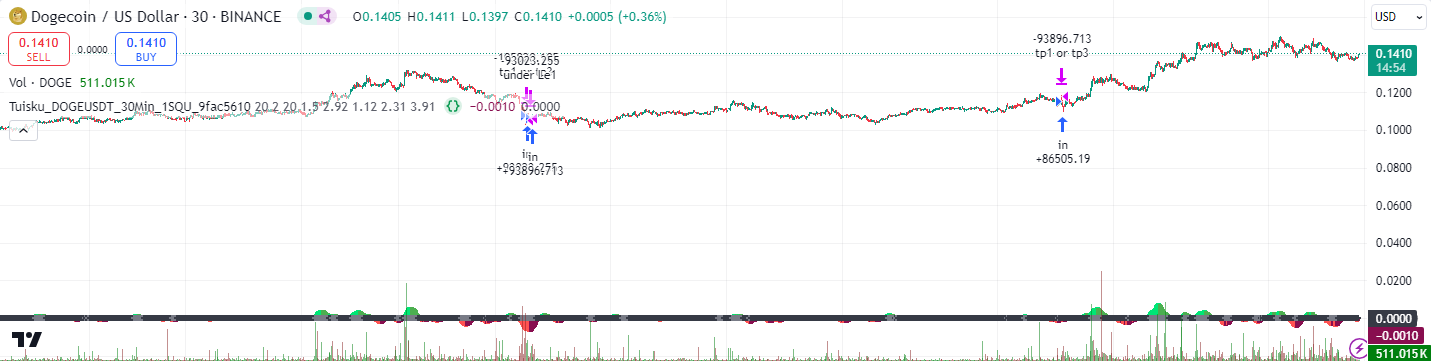 Dogecoin / US Dollar · 30 · BINANCE O0.1405 H0.1411 L0.1397 C0.1410 +0.0005 (+0.36%)
USD
0.1410
SELL
0.0000
0.1410
BUY
Vol · DOGE 511.015K
Tuisku_DOGEUSDT_30Min_1SQU_9fac5610 20 2 20 1.5 2.92 1.12 2.31 3.91 {} −0.0010 0.0000
-93023.255
under LE1
in
+93896.713
-93896.713
tp1 or tp3
in
+86505.19
0.1410
14:54
0.1200
0.1000
0.0800
0.0600
0.0400
0.0200
0.0000
−0.0010
511.015K